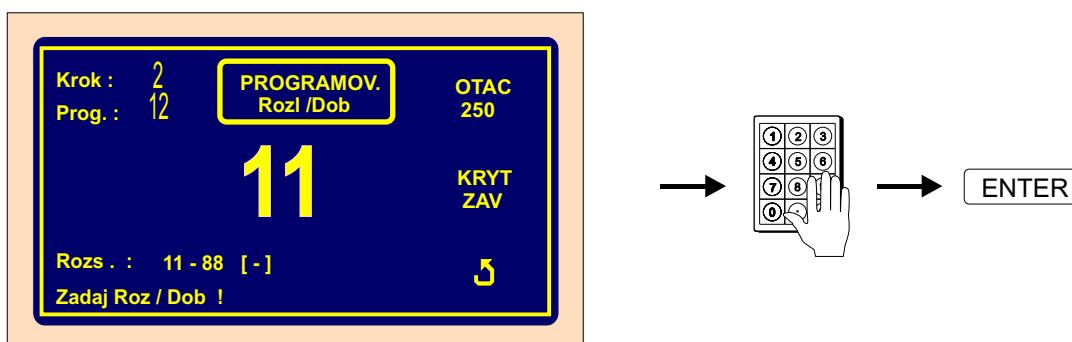 Krok : 2
Prog. : 12
PROGRAMOV.
Rozl /Dob
OTAC
250
11
KRYT
ZAV
Rozs . : 11 - 88 [ - ]
Zadaj Roz / Dob !
1 2 3
4 5 6
7 8
0
ENTER